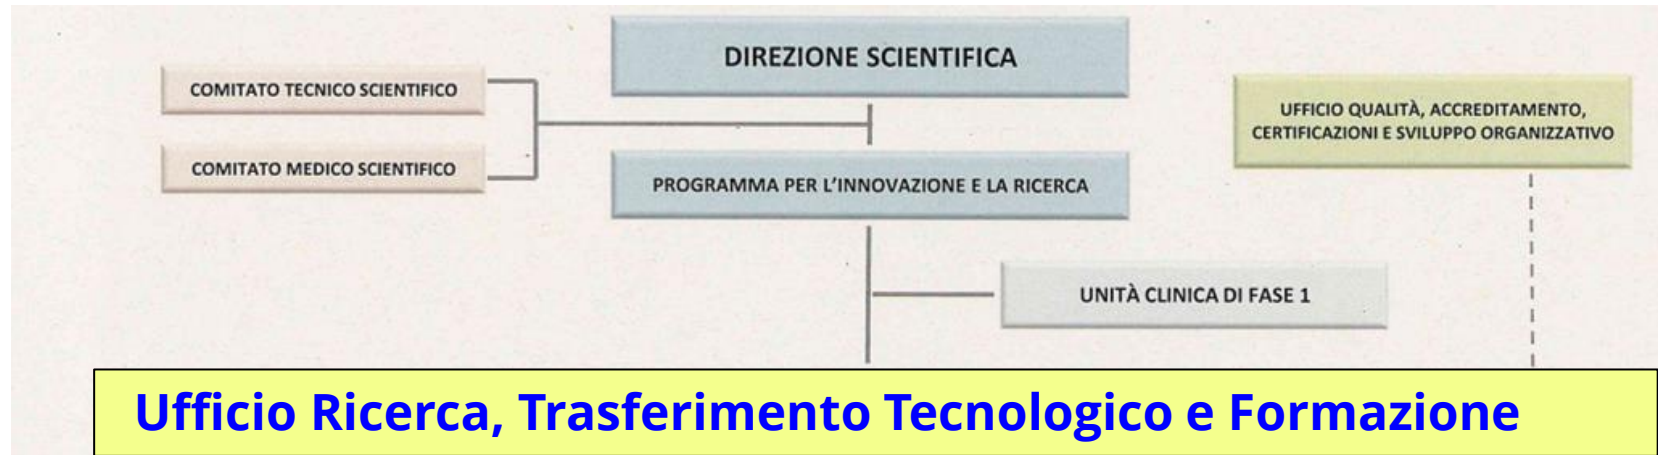 DIREZIONE SCIENTIFICA
COMITATO TECNICO SCIENTIFICO
UFFICIO QUALITÀ, ACCREDITAMENTO,
CERTIFICAZIONI E SVILUPPO ORGANIZZATIVO
COMITATO MEDICO SCIENTIFICO
PROGRAMMA PER L'INNOVAZIONE E LA RICERCA
UNITÀ CLINICA DI FASE 1
Ufficio Ricerca, Trasferimento Tecnologico e Formazione